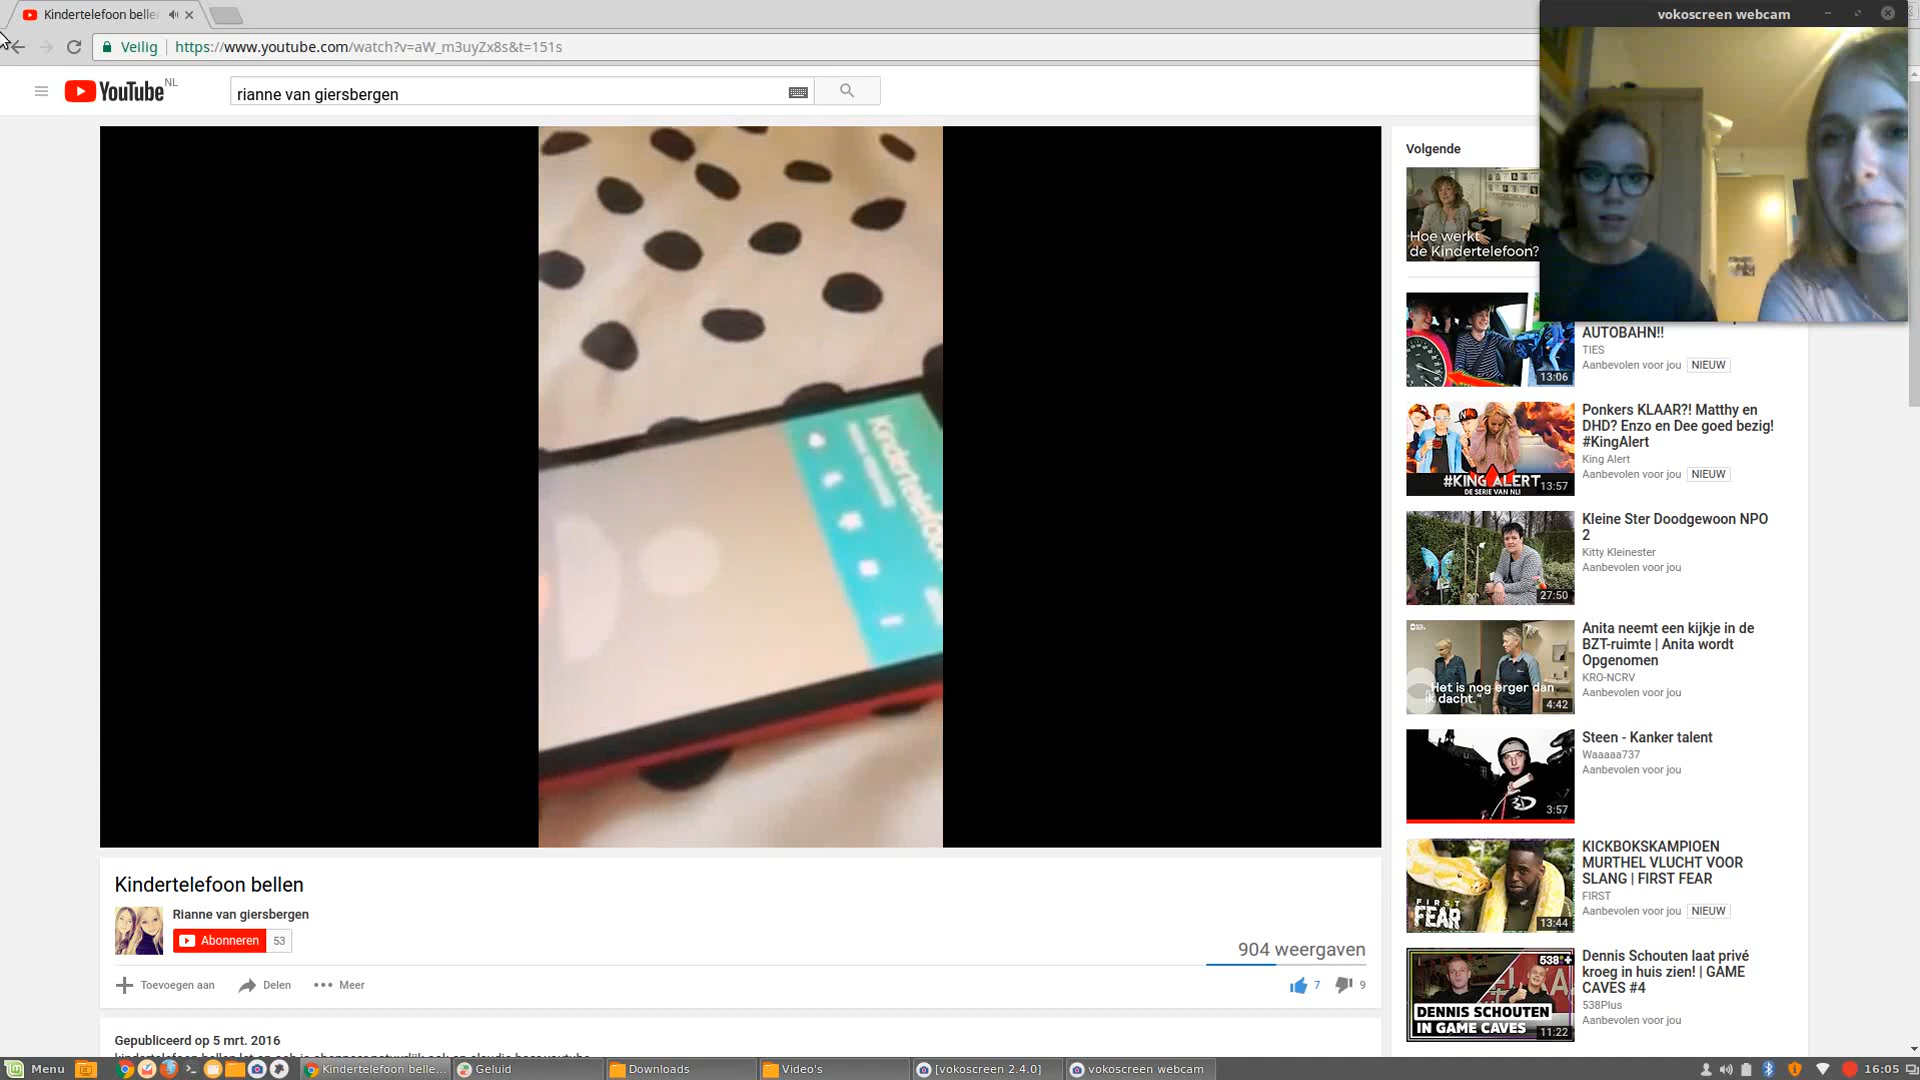 Kindertelefoon belle
vokoscreen webcam
Veilig
https://www.youtube.com/watch?v=aW_m3uyZx8s&t=151s
YouTube NL
rianne van giersbergen
Kindertelefoon
Volgende
Hoe werkt
de Kindertelefoon?
AUTOBAHN!!
TIES
Aanbevolen voor jou NIEUW
13:06
Ponkers KLAAR?! Matthy en
DHD? Enzo en Dee goed bezig!
#KingAlert
King Alert
Aanbevolen voor jou NIEUW
#KING ALERT
DE SERIE VAN NL!
13:57
Kleine Ster Doodgewoon NPO
2
Kitty Kleinester
Aanbevolen voor jou
27:50
Anita neemt een kijkje in de
BZT-ruimte | Anita wordt
Opgenomen
KRO-NCRV
Aanbevolen voor jou
"Het is nog erger dan
ik dacht."
4:42
Steen - Kanker talent
Waaaaa737
Aanbevolen voor jou
3:57
KICKBOKSKAMPIOEN
MURTHEL VLUCHT VOOR
SLANG | FIRST FEAR
FIRST
Aanbevolen voor jou NIEUW
FIRST
FEAR
13:44
Dennis Schouten laat privé
kroeg in huis zien! | GAME
CAVES #4
538Plus
Aanbevolen voor jou
538+
DENNIS SCHOUTEN
IN GAME CAVES
11:22
Kindertelefoon bellen
Rianne van giersbergen
Abonneren 53
904 weergaven
Toevoegen aan Delen Meer
7 9
Gepubliceerd op 5 mrt. 2016
Menu
Kindertelefoon belle...
Geluid
Downloads
Video's
[vokoscreen 2.4.0]
vokoscreen webcam
16:05